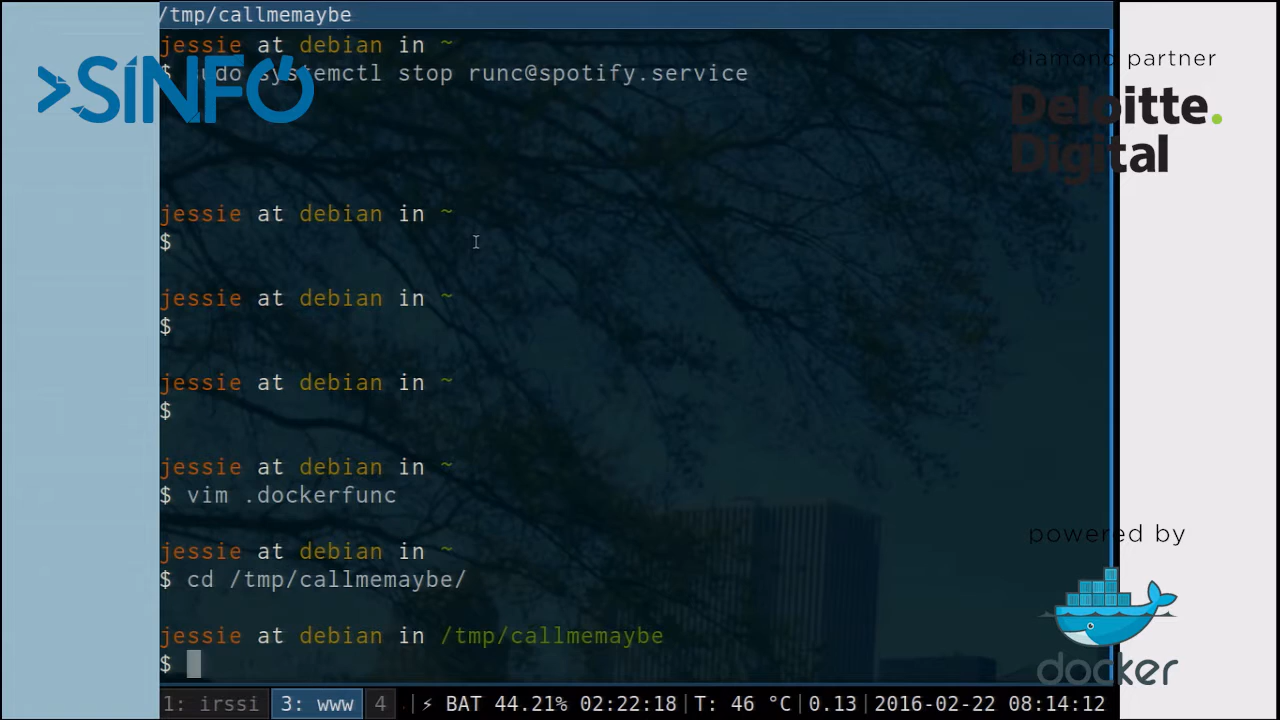 /tmp/callmemaybe
jessie at debian in ~
$ sudo systemctl stop runc@spotify.service
SINFO
diamond partner
Deloitte.
Digital
jessie at debian in ~
$
jessie at debian in ~
$
jessie at debian in ~
$
jessie at debian in ~
$ vim .dockerfunc
jessie at debian in ~
$ cd /tmp/callmemaybe/
jessie at debian in /tmp/callmemaybe
$
powered by
docker
1: irssi 3: www 4 |⚡ BAT 44.21% 02:22:18|T: 46 °C|0.13|2016-02-22 08:14:12